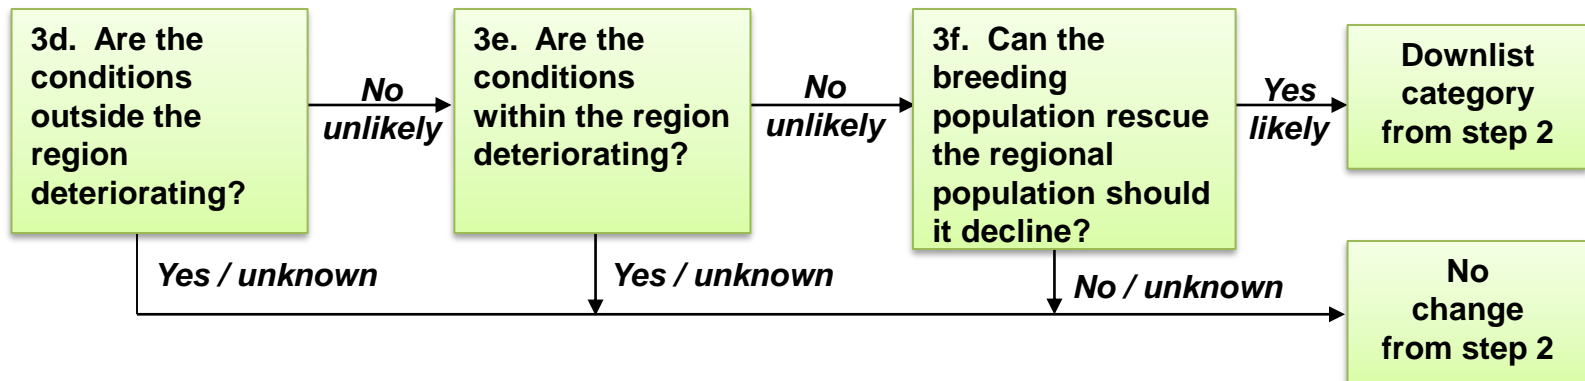 3d. Are the
conditions
outside the
region
deteriorating?
No
unlikely
3e. Are the
conditions
within the region
deteriorating?
No
unlikely
3f. Can the
breeding
population rescue
the regional
population should
it decline?
Yes
likely
Downlist
category
from step 2
Yes / unknown
Yes / unknown
No / unknown
No
change
from step 2